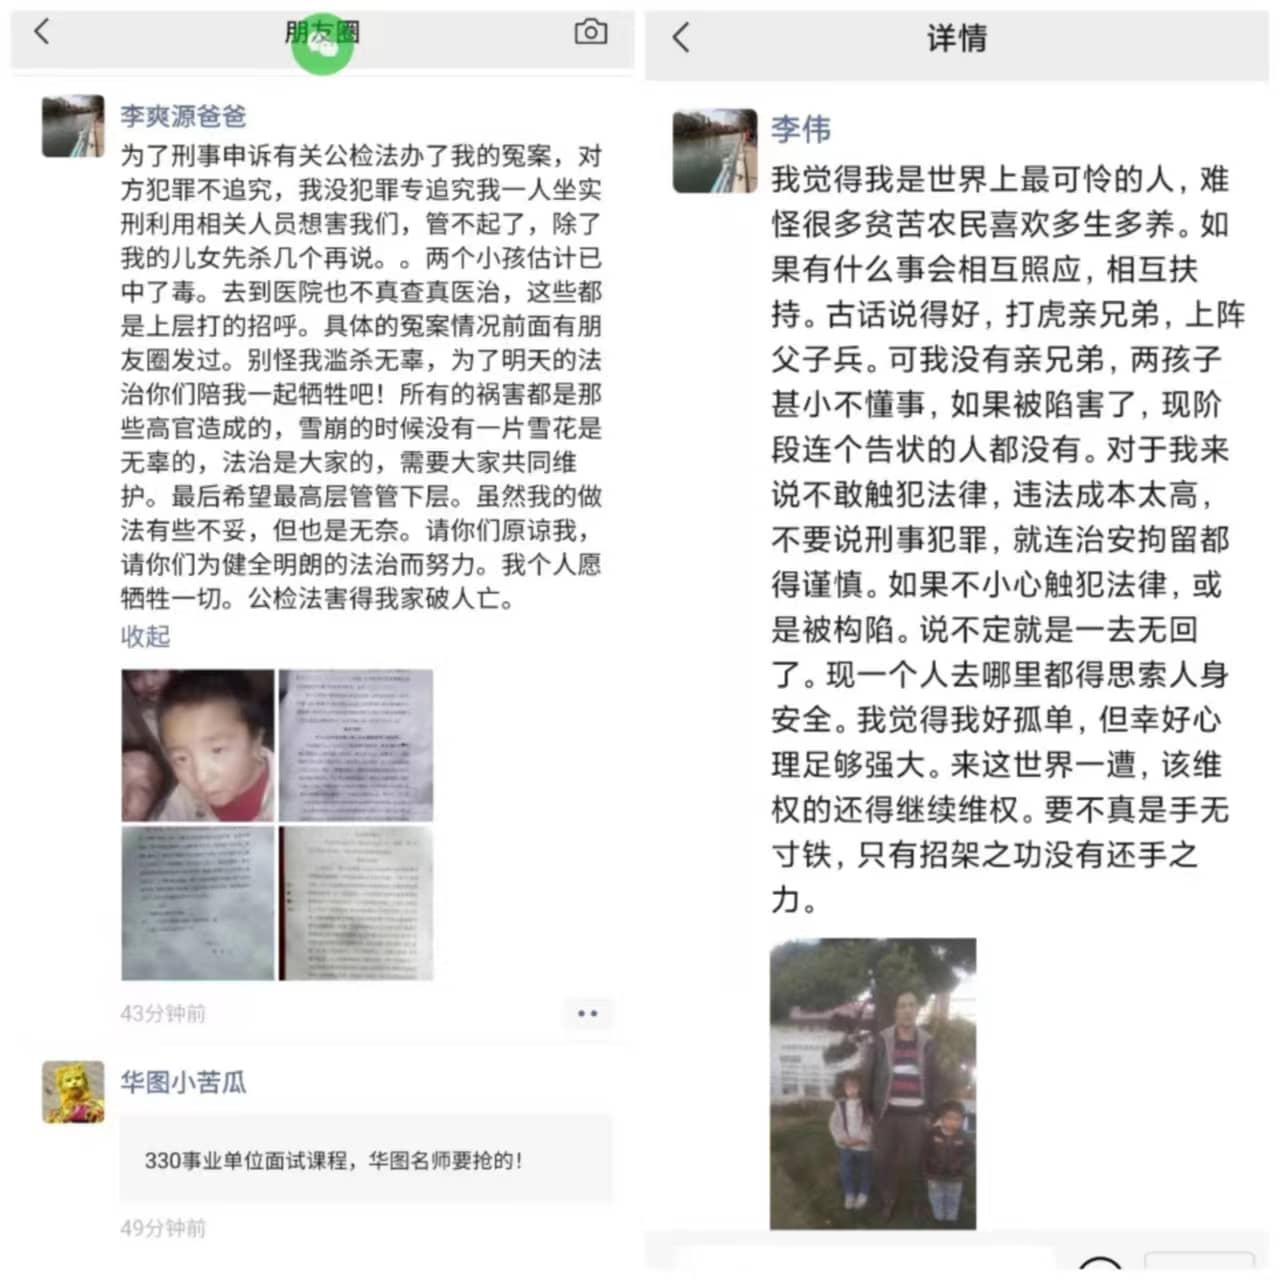 朋友圈
李爽源爸爸
为了刑事申诉有关公检法办了我的冤案，对
方犯罪不追究，我没犯罪专追究我一人坐实
刑利用相关人员想害我们，管不起了，除了
我的儿女先杀几个再说。。两个小孩估计已
中了毒。去到医院也不真查真医治，这些都
是上层打的招呼。具体的冤案情况前面有朋
友圈发过。别怪我滥杀无辜，为了明天的法
治你们陪我一起牺牲吧！所有的祸害都是那
些高官造成的，雪崩的时候没有一片雪花是
无辜的，法治是大家的，需要大家共同维
护。最后希望最高层管管下层。虽然我的做
法有些不妥，但也是无奈。请你们原谅我，
请你们为健全明朗的法治而努力。我个人愿
牺牲一切。公检法害得我家破人亡。
收起
43分钟前
华图小苦瓜
330事业单位面试课程，华图名师要抢的！
49分钟前
详情
李伟
我觉得我是世界上最可怜的人，难
怪很多贫苦农民喜欢多生多养。如
果有什么事会相互照应，相互扶
持。古话说得好，打虎亲兄弟，上阵
父子兵。可我没有亲兄弟，两孩子
甚小不懂事，如果被陷害了，现阶
段连个告状的人都没有。对于我来
说不敢触犯法律，违法成本太高，
不要说刑事犯罪，就连治安拘留都
得谨慎。如果不小心触犯法律，或
是被构陷。说不定就是一去无回
了。现一个人去哪里都得思索人身
安全。我觉得我好孤单，但幸好心
理足够强大。来这世界一遭，该维
权的还得继续维权。要不真是手无
寸铁，只有招架之功没有还手之
力。